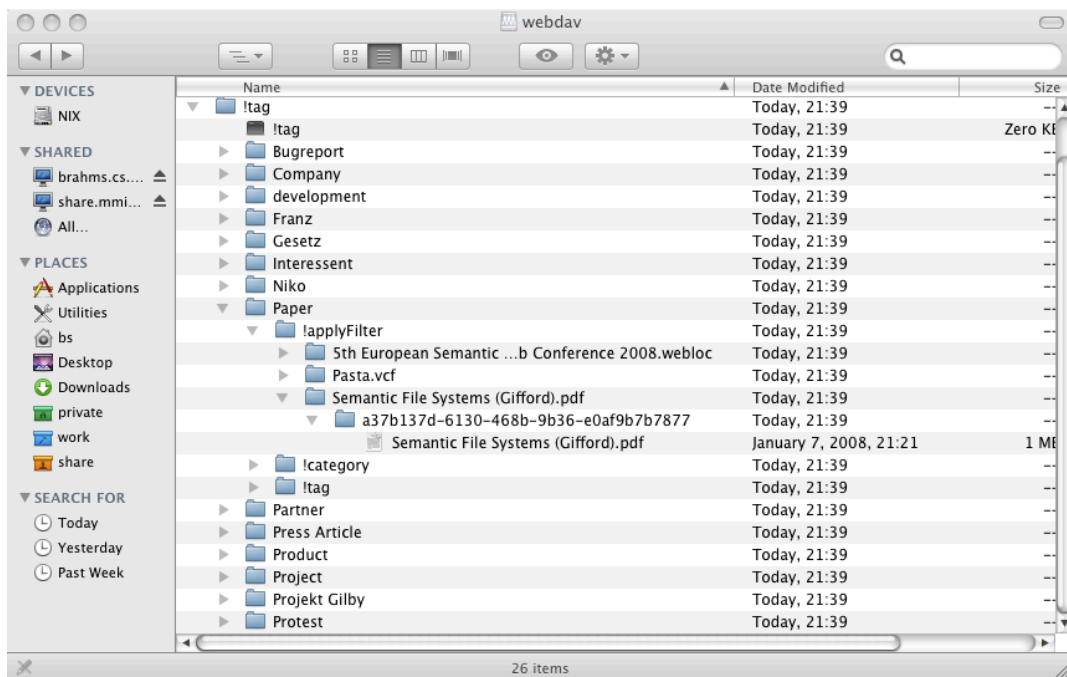 webdav
DEVICES
NIX
SHARED
brahms.cs....
share.mmi...
All...
PLACES
Applications
Utilities
bs
Desktop
Downloads
private
work
share
SEARCH FOR
Today
Yesterday
Past Week
Name Date Modified Size
!tag Today, 21:39 --
!tag Today, 21:39 Zero KB
Bugreport Today, 21:39 --
Company Today, 21:39 --
development Today, 21:39 --
Franz Today, 21:39 --
Gesetz Today, 21:39 --
Interessent Today, 21:39 --
Niko Today, 21:39 --
Paper Today, 21:39 --
!applyFilter Today, 21:39 --
5th European Semantic ...b Conference 2008.webloc Today, 21:39 --
Pasta.vcf Today, 21:39 --
Semantic File Systems (Gifford).pdf Today, 21:39 --
a37b137d-6130-468b-9b36-e0af9b7b7877 Today, 21:39 --
Semantic File Systems (Gifford).pdf January 7, 2008, 21:21 1 MB
!category Today, 21:39 --
!tag Today, 21:39 --
Partner Today, 21:39 --
Press Article Today, 21:39 --
Product Today, 21:39 --
Project Today, 21:39 --
Projekt Gilby Today, 21:39 --
Protest Today, 21:39 --
26 items